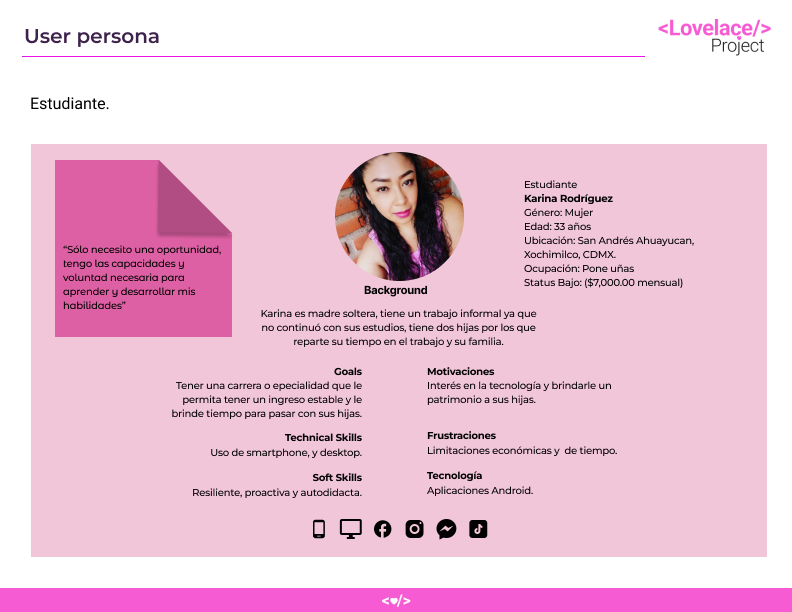 User persona
<Lovelace/>
Project
Estudiante.
“Sólo necesito una oportunidad,
tengo las capacidades y
voluntad necesaria para
aprender y desarrollar mis
habilidades”
Estudiante
Karina Rodríguez
Género: Mujer
Edad: 33 años
Ubicación: San Andrés Ahuayucan,
Xochimilco, CDMX.
Ocupación: Pone uñas
Status Bajo: ($7,000.00 mensual)
Background
Karina es madre soltera, tiene un trabajo informal ya que
no continuó con sus estudios, tiene dos hijas por los que
reparte su tiempo en el trabajo y su familia.
Goals
Tener una carrera o epecialidad que le
permita tener un ingreso estable y le
brinde tiempo para pasar con sus hijas.
Motivaciones
Interés en la tecnología y brindarle un
patrimonio a sus hijas.
Technical Skills
Uso de smartphone, y desktop.
Frustraciones
Limitaciones económicas y  de tiempo.
Soft Skills
Resiliente, proactiva y autodidacta.
Tecnología
Aplicaciones Android.